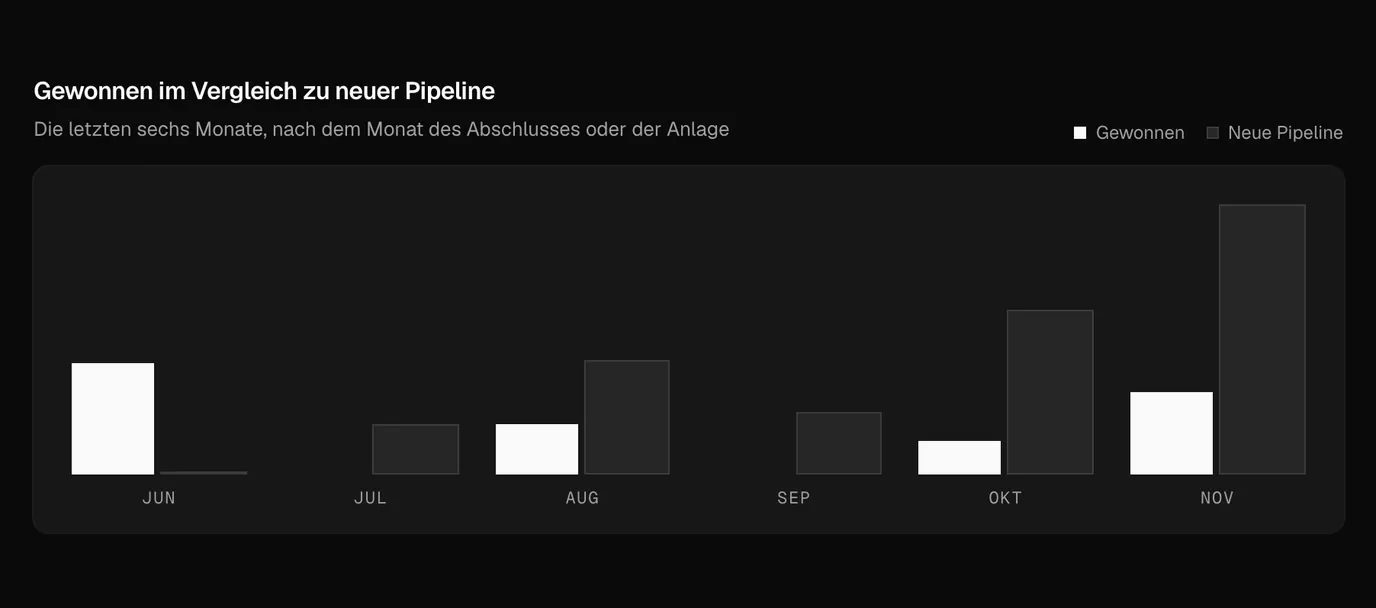 Gewonnen im Vergleich zu neuer Pipeline
Die letzten sechs Monate, nach dem Monat des Abschlusses oder der Anlage
Gewonnen
Neue Pipeline
JUN
JUL
AUG
SEP
OKT
NOV